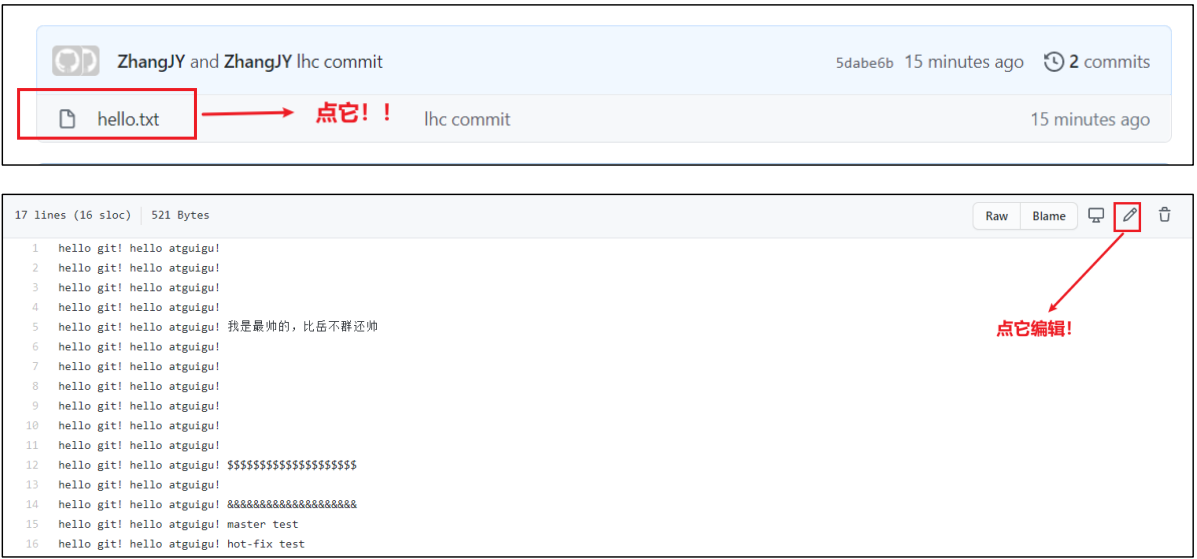 ZhangJY and ZhangJY lhc commit 5dabe6b 15 minutes ago 2 commits
hello.txt 点它！！ lhc commit 15 minutes ago
17 lines (16 sloc) 521 Bytes Raw Blame
1 hello git! hello atguigu!
2 hello git! hello atguigu!
3 hello git! hello atguigu!
4 hello git! hello atguigu!
5 hello git! hello atguigu! 我是最帅的，比岳不群还帅
点它编辑！
6 hello git! hello atguigu!
7 hello git! hello atguigu!
8 hello git! hello atguigu!
9 hello git! hello atguigu!
10 hello git! hello atguigu!
11 hello git! hello atguigu!
12 hello git! hello atguigu! $$$$$$$$$$$$$$$$$$$$
13 hello git! hello atguigu!
14 hello git! hello atguigu! &&&&&&&&&&&&&&&&&&&&
15 hello git! hello atguigu! master test
16 hello git! hello atguigu! hot-fix test